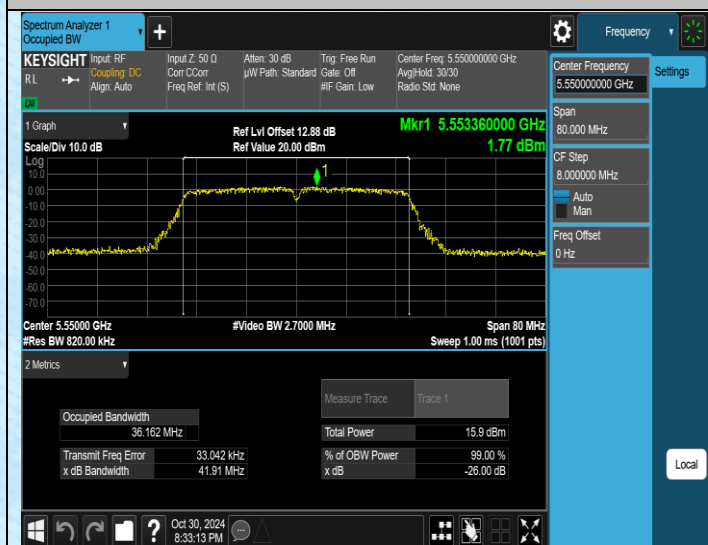 Spectrum Analyzer 1
Occupied BW
Frequency
KEYSIGHT
RL
LXI
Input: RF
Coupling: DC
Align: Auto
Input Z: 50 Ω
Corr CCorr
Freq Ref: Int (S)
Atten: 30 dB
µW Path: Standard
Trig: Free Run
Gate: Off
#IF Gain: Low
Center Freq: 5.550000000 GHz
Avg|Hold: 30/30
Radio Std: None
Center Frequency
5.550000000 GHz
Settings
Span
80.000 MHz
CF Step
8.000000 MHz
Auto
Man
Freq Offset
0 Hz
Local
1 Graph
Scale/Div 10.0 dB
Ref Lvl Offset 12.88 dB
Ref Value 20.00 dBm
Mkr1 5.553360000 GHz
1.77 dBm
Log
10.0
0.00
-10.0
-20.0
-30.0
-40.0
-50.0
-60.0
-70.0
1
Center 5.55000 GHz
#Res BW 820.00 kHz
#Video BW 2.7000 MHz
Span 80 MHz
Sweep 1.00 ms (1001 pts)
2 Metrics
Measure Trace Trace 1
Occupied Bandwidth
36.162 MHz
Total Power 15.9 dBm
Transmit Freq Error 33.042 kHz
% of OBW Power 99.00 %
x dB Bandwidth 41.91 MHz
x dB -26.00 dB
?
Oct 30, 2024
8:33:13 PM